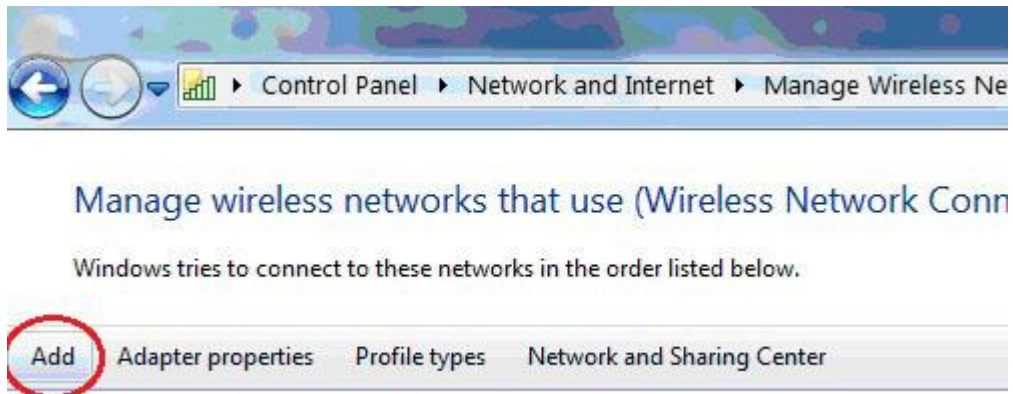 Control Panel Network and Internet Manage Wireless Ne
Manage wireless networks that use (Wireless Network Conn
Windows tries to connect to these networks in the order listed below.
Add Adapter properties Profile types Network and Sharing Center